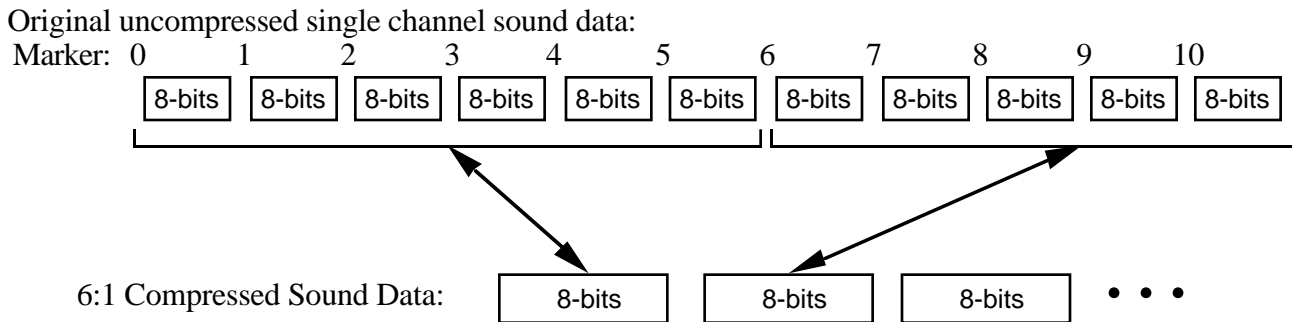 Original uncompressed single channel sound data:
Marker: 0 1 2 3 4 5 6 7 8 9 10
8-bits 8-bits 8-bits 8-bits 8-bits 8-bits 8-bits 8-bits 8-bits 8-bits 8-bits
6:1 Compressed Sound Data: 8-bits 8-bits 8-bits • • •